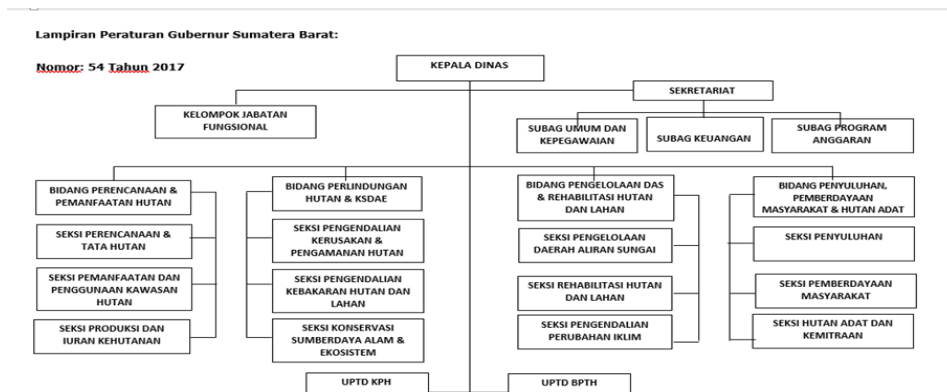 Lampiran Peraturan Gubernur Sumatera Barat:
Nomor: 54 Tahun 2017
KEPALA DINAS
SEKRETARIAT
KELOMPOK JABATAN
FUNGSIONAL
SUBAG UMUM DAN
KEPEGAWAIAN
SUBAG KEUANGAN
SUBAG PROGRAM
ANGGARAN
BIDANG PERENCANAAN &
PEMANFAATAN HUTAN
SEKSI PERENCANAAN &
TATA HUTAN
SEKSI PEMANFAATAN DAN
PENGGUNAAN KAWASAN
HUTAN
SEKSI PRODUKSI DAN
IURAN KEHUTANAN
BIDANG PERLINDUNGAN
HUTAN & KSDAE
SEKSI PENGENDALIAN
KERUSAKAN &
PENGAMANAN HUTAN
SEKSI PENGENDALIAN
KEBAKARAN HUTAN DAN
LAHAN
SEKSI KONSERVASI
SUMBERDAYA ALAM &
EKOSISTEM
BIDANG PENGELOLAAN DAS
& REHABILITASI HUTAN
DAN LAHAN
SEKSI PENGELOLAAN
DAERAH ALIRAN SUNGAI
SEKSI REHABILITASI HUTAN
DAN LAHAN
SEKSI PENGENDALIAN
PERUBAHAN IKLIM
BIDANG PENYULUHAN,
PEMBERDAYAAN
MASYARAKAT & HUTAN ADAT
SEKSI PENYULUHAN
SEKSI PEMBERDAYAAN
MASYARAKAT
SEKSI HUTAN ADAT DAN
KEMITRAAN
UPTD KPH
UPTD BPTH